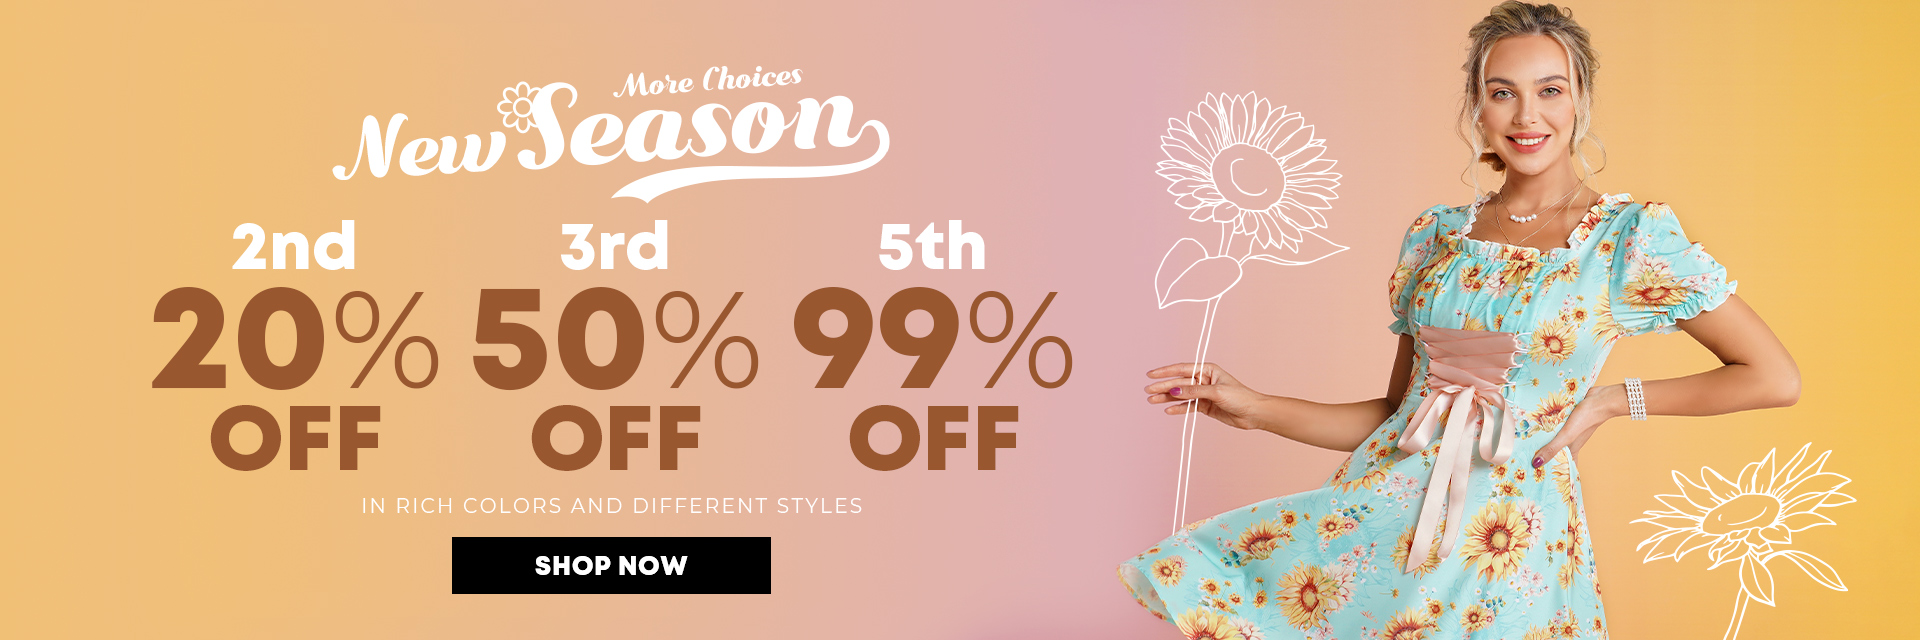 More Choices
New Season
2nd 3rd 5th
20% 50% 99%
OFF OFF OFF
IN RICH COLORS AND DIFFERENT STYLES
SHOP NOW